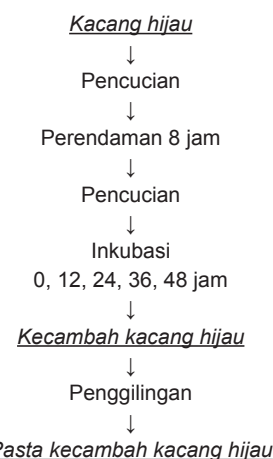 Kacang hijau
↓
Pencucian
↓
Perendaman 8 jam
↓
Pencucian
↓
Inkubasi
0, 12, 24, 36, 48 jam
↓
Kecambah kacang hijau
↓
Penggilingan
↓
Pasta kecambah kacang hijau